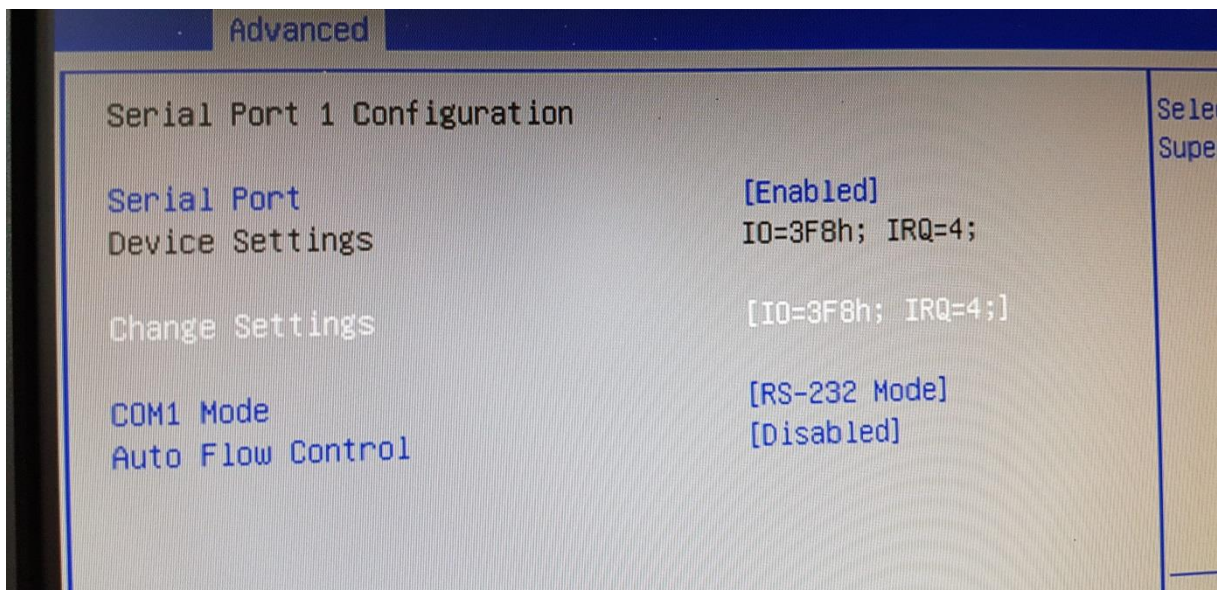 Advanced
Serial Port 1 Configuration
Serial Port [Enabled]
Device Settings IO=3F8h; IRQ=4;
Change Settings [IO=3F8h; IRQ=4;]
COM1 Mode [RS-232 Mode]
Auto Flow Control [Disabled]